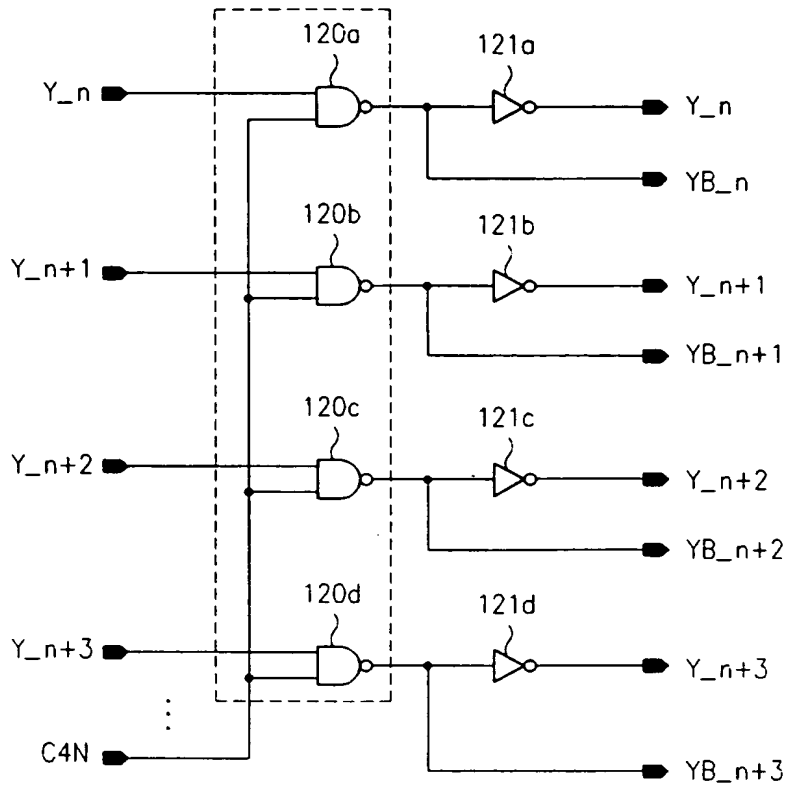 120a
121a
Y_n
Y_n
YB_n
120b
121b
Y_n+1
Y_n+1
YB_n+1
120c
121c
Y_n+2
Y_n+2
YB_n+2
120d
121d
Y_n+3
Y_n+3
C4N
YB_n+3